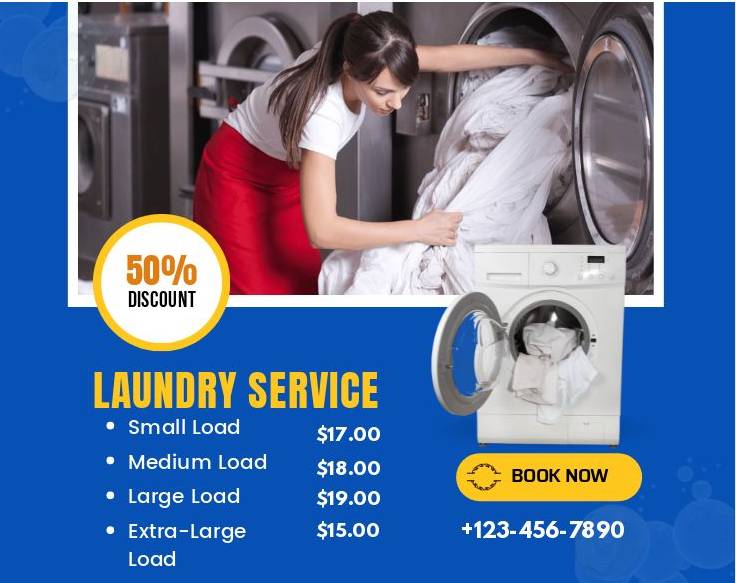 50%
DISCOUNT
LAUNDRY SERVICE
Small Load $17.00
Medium Load $18.00
Large Load $19.00
Extra-Large $15.00
Load
BOOK NOW
+123-456-7890